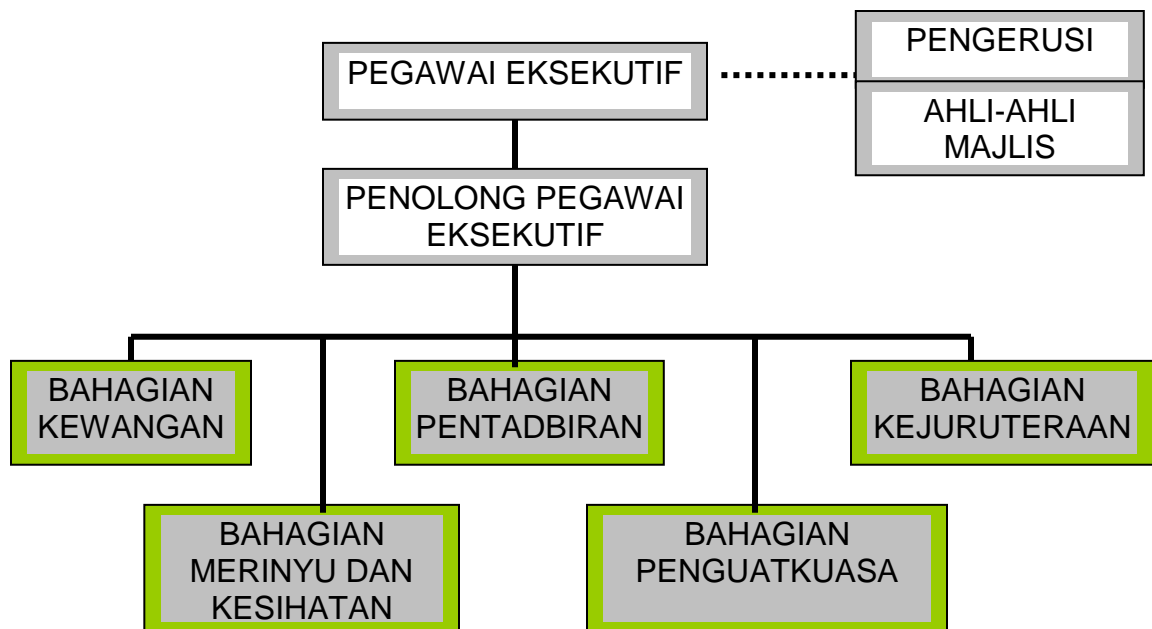 PEGAWAI EKSEKUTIF
PENGERUSI
AHLI-AHLI
MAJLIS
PENOLONG PEGAWAI
EKSEKUTIF
BAHAGIAN
KEWANGAN
BAHAGIAN
PENTADBIRAN
BAHAGIAN
KEJURUTERAAN
BAHAGIAN
MERINYU DAN
KESIHATAN
BAHAGIAN
PENGUATKUASA